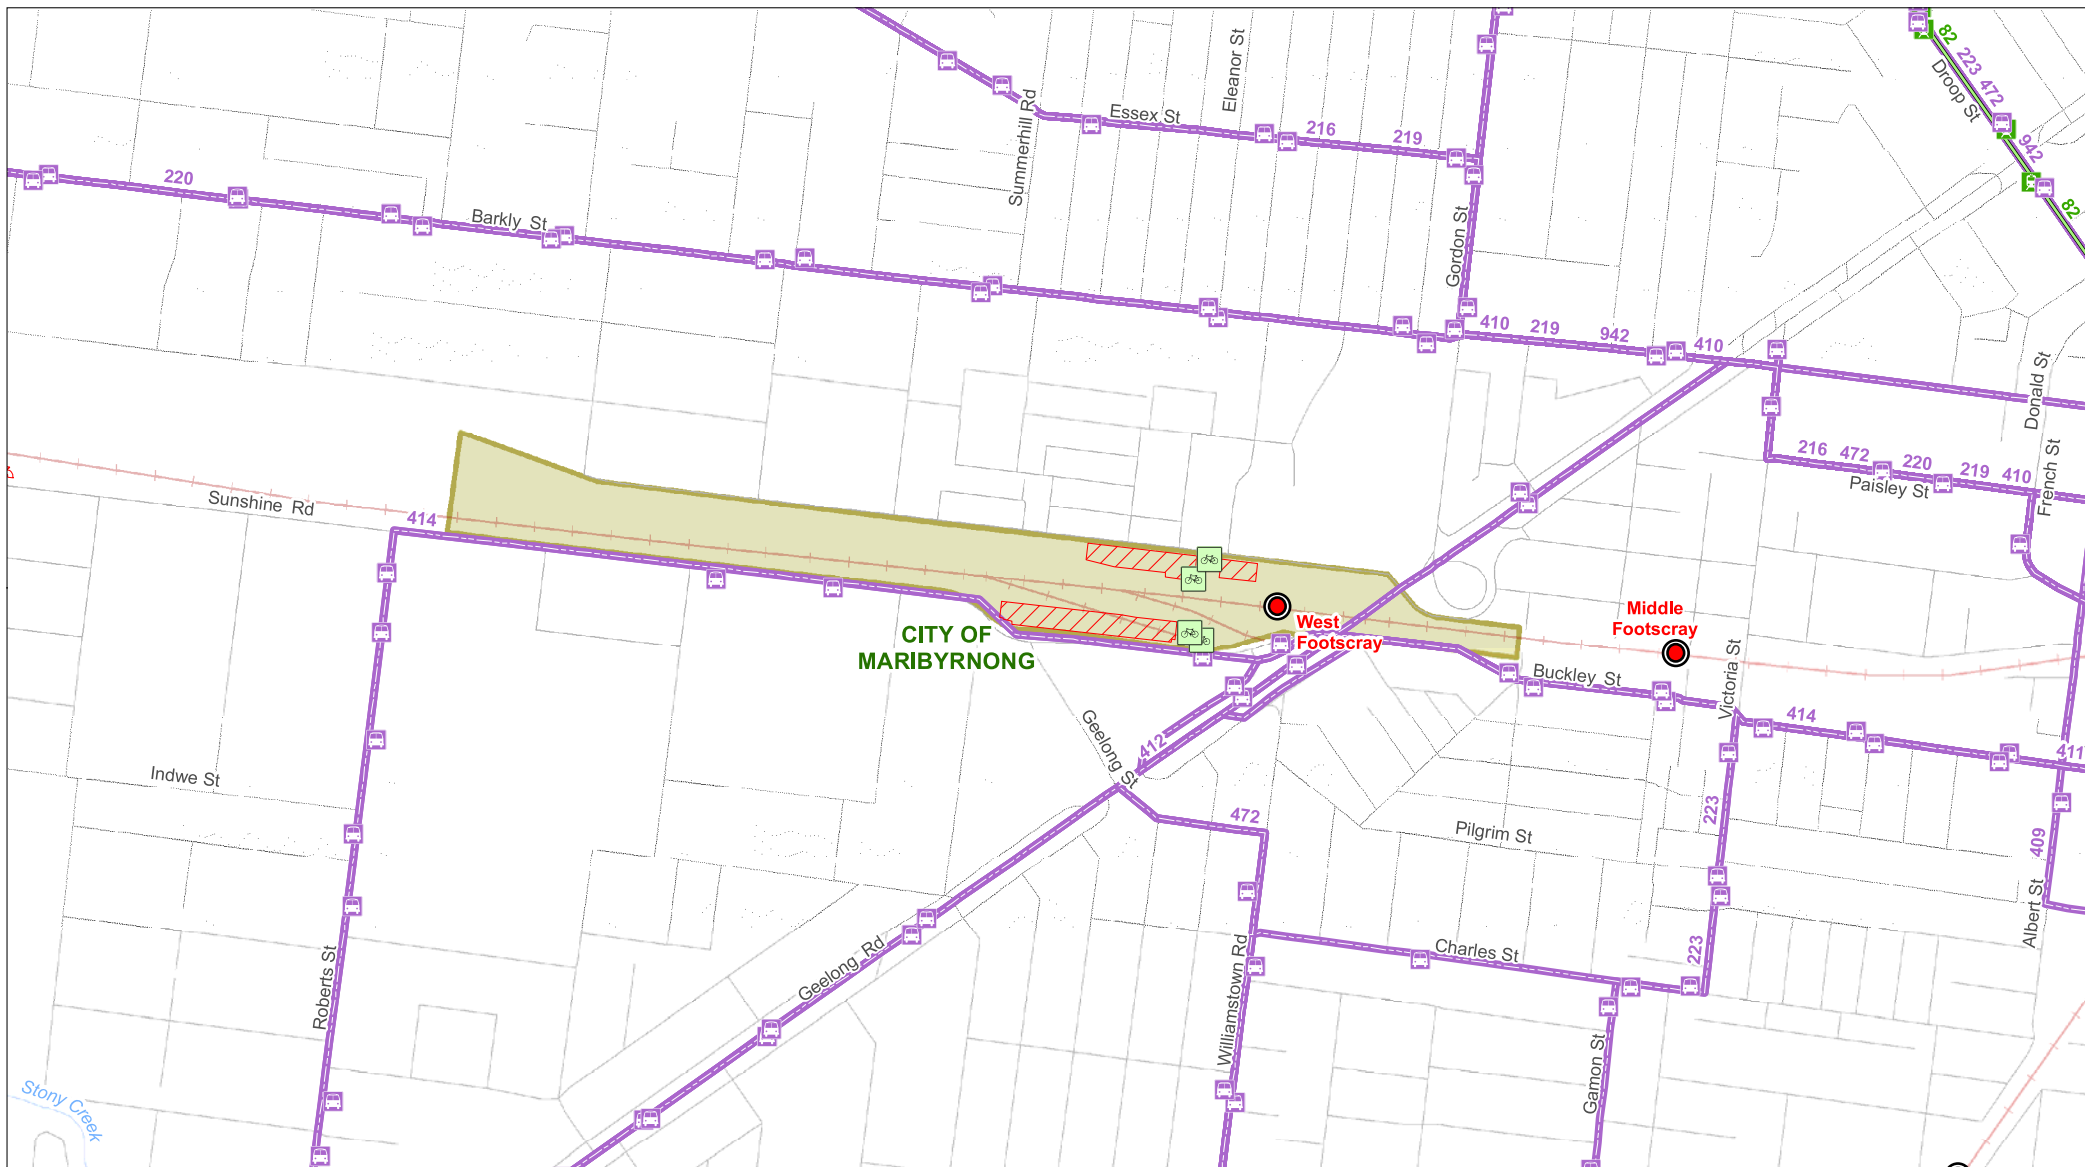 82
223
472
Droop St
942
82
Eleanor St
Summerhill Rd
Essex St
216
219
220
Barkly St
Gordon St
410
219
942
410
Donald St
216
472
220
219
410
Paisley St
French St
Sunshine Rd
414
CITY OF
MARIBYRNONG
West
Footscray
Middle
Footscray
Buckley St
Victoria St
414
411
Geelong St
412
Indwe St
472
223
Pilgrim St
409
Albert St
Roberts St
Geelong Rd
Williamstown Rd
Charles St
223
Gamon St
Stony Creek